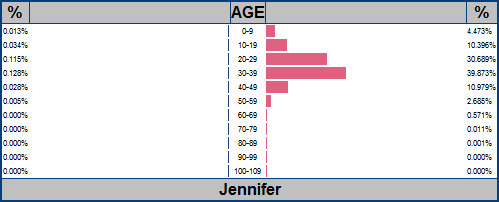 % AGE %
0.013% 0-9 4.473%
0.034% 10-19 10.396%
0.115% 20-29 30.689%
0.128% 30-39 39.873%
0.028% 40-49 10.979%
0.005% 50-59 2.685%
0.000% 60-69 0.571%
0.000% 70-79 0.011%
0.000% 80-89 0.001%
0.000% 90-99 0.000%
0.000% 100-109 0.000%
Jennifer